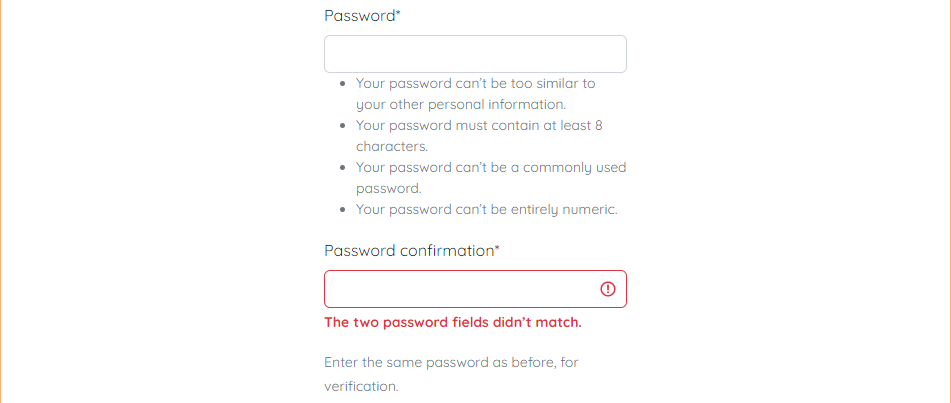 Password*
• Your password can't be too similar to
your other personal information.
• Your password must contain at least 8
characters.
• Your password can't be a commonly used
password.
• Your password can't be entirely numeric.
Password confirmation*
The two password fields didn't match.
Enter the same password as before, for
verification.